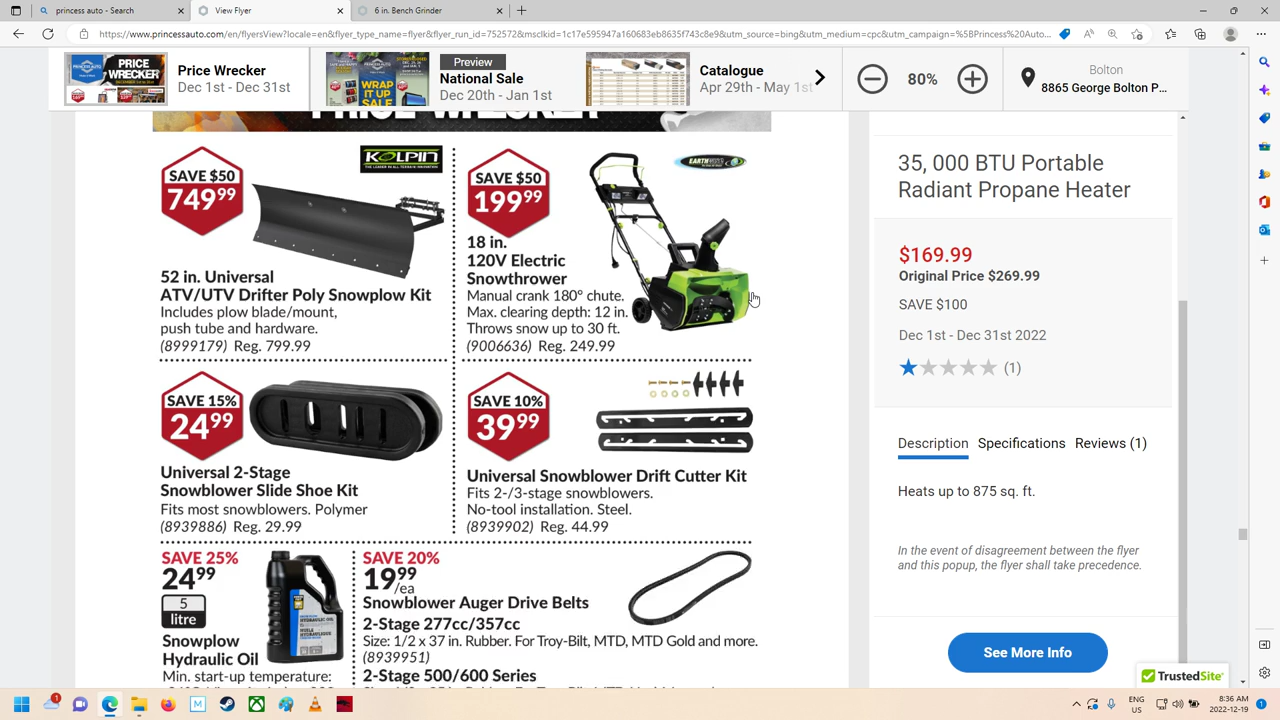 princess auto - Search
View Flyer
6 in. Bench Grinder
https://www.princessauto.com/en/flyersView?locale=en&flyer_type_name=flyer&flyer_run_id=752572&msclkid=1c17e595947a160683eb8635f743c8e9&utm_source=bing&utm_medium=cpc&utm_campaign=%5BPrincess%20Auto...
Price Wrecker
Dec 1st - Dec 31st
Preview
National Sale
Dec 20th - Jan 1st
Catalogue
Apr 29th - May 1st
80%
8865 George Bolton P...
PRICE WRECKER
SAVE $50
749 99
KOLPIN
52 in. Universal
ATV/UTV Drifter Poly Snowplow Kit
Includes plow blade/mount,
push tube and hardware.
(8999179) Reg. 799.99
SAVE $50
199 99
EARTHWISE
18 in.
120V Electric
Snowthrower
Manual crank 180° chute.
Max. clearing depth: 12 in.
Throws snow up to 30 ft.
(9006636) Reg. 249.99
SAVE 15%
24 99
Universal 2-Stage
Snowblower Slide Shoe Kit
Fits most snowblowers. Polymer
(8939886) Reg. 29.99
SAVE 10%
39 99
Universal Snowblower Drift Cutter Kit
Fits 2-/3-stage snowblowers.
No-tool installation. Steel.
(8939902) Reg. 44.99
SAVE 25%
24 99
5
litre
Snowplow
Hydraulic Oil
Min. start-up temperature:
SAVE 20%
19 99
/ea
Snowblower Auger Drive Belts
2-Stage 277cc/357cc
Size: 1/2 x 37 in. Rubber. For Troy-Bilt, MTD, MTD Gold and more.
(8939951)
2-Stage 500/600 Series
35, 000 BTU Portable
Radiant Propane Heater
$169.99
Original Price $269.99
SAVE $100
Dec 1st - Dec 31st 2022
(1)
Description Specifications Reviews (1)
Heats up to 875 sq. ft.
In the event of disagreement between the flyer
and this popup, the flyer shall take precedence.
See More Info
TrustedSite
ENG
US
8:36 AM
2022-12-19